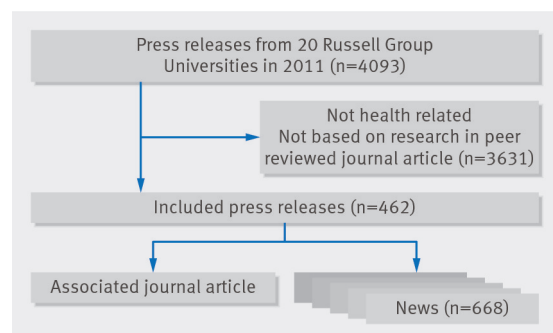 Press releases from 20 Russell Group
Universities in 2011 (n=4093)
Not health related
Not based on research in peer
reviewed journal article (n=3631)
Included press releases (n=462)
Associated journal article
News (n=668)